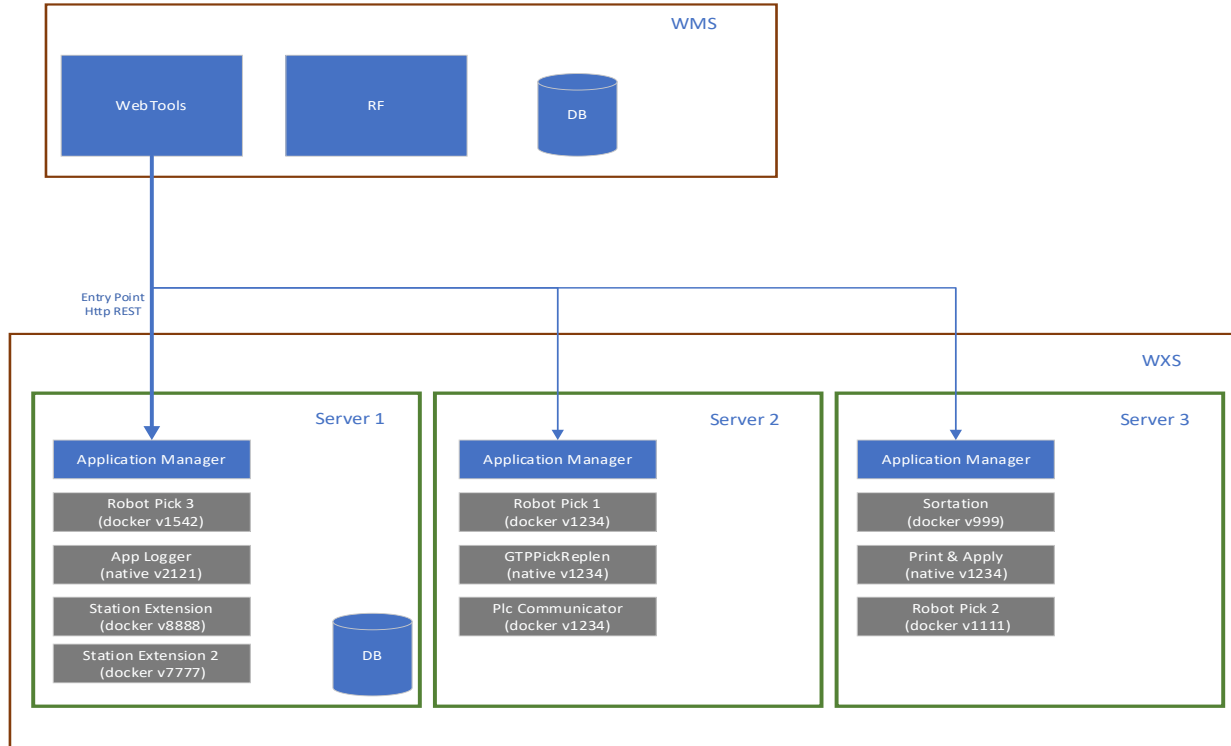 WMS
WebTools
RF
DB
Entry Point
Http REST
WXS
Server 1
Application Manager
Robot Pick 3
(docker v1542)
App Logger
(native v2121)
Station Extension
(docker v8888)
Station Extension 2
(docker v7777)
DB
Server 2
Application Manager
Robot Pick 1
(docker v1234)
GTPPickReplen
(native v1234)
Plc Communicator
(docker v1234)
Server 3
Application Manager
Sortation
(docker v999)
Print & Apply
(native v1234)
Robot Pick 2
(docker v1111)